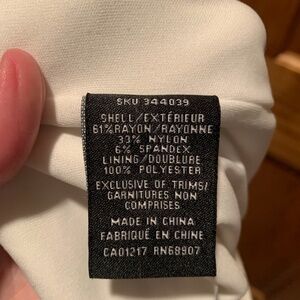 SKU 344039
SHELL/EXTÉRIEUR
61%RAYON/RAYONNE
33% NYLON
6% SPANDEX
LINING/DOUBLURE
100% POLYESTER
EXCLUSIVE OF TRIMS/
GARNITURES NON
COMPRISES
MADE IN CHINA
FABRIQUÉ EN CHINE
CA01217 RN69907